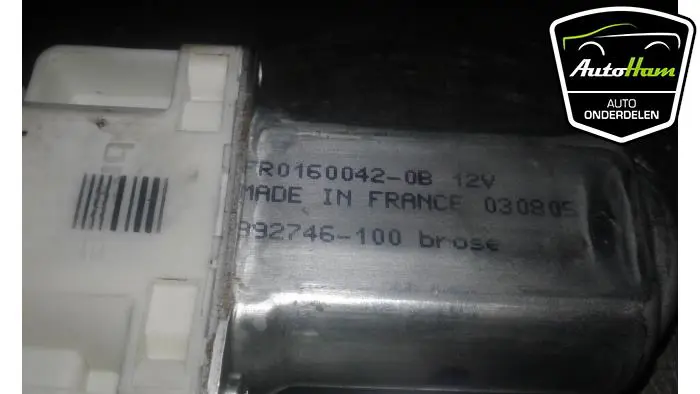 AutoHam
AUTO
ONDERDELEN
FR0160042-0B 12V
MADE IN FRANCE 030805
992746-100 brose